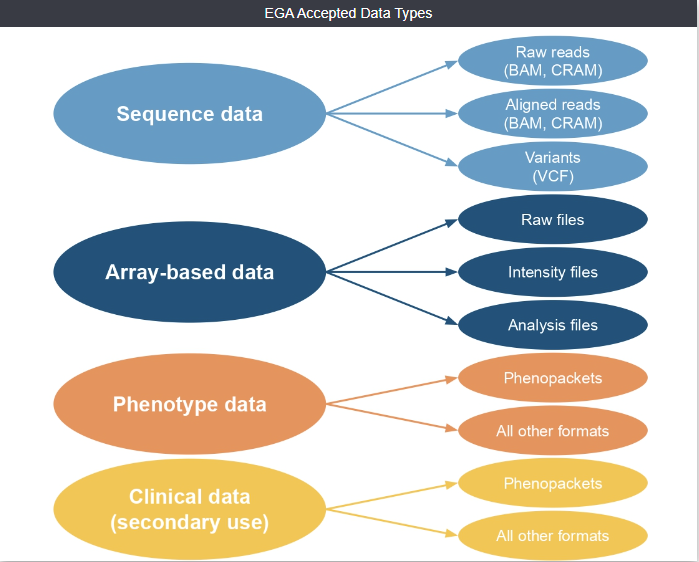 EGA Accepted Data Types
Sequence data
Raw reads
(BAM, CRAM)
Aligned reads
(BAM, CRAM)
Variants
(VCF)
Array-based data
Raw files
Intensity files
Analysis files
Phenotype data
Phenopackets
All other formats
Clinical data
(secondary use)
Phenopackets
All other formats